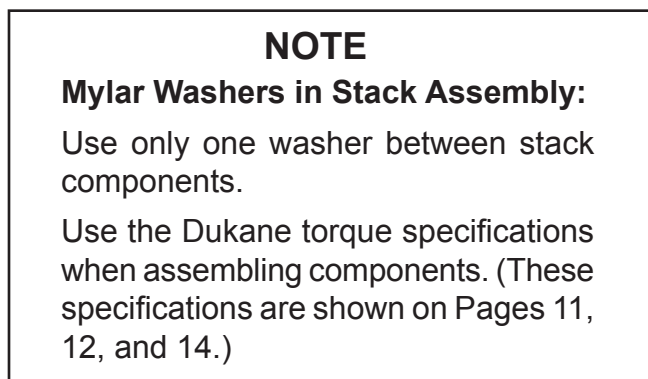 NOTE
Mylar Washers in Stack Assembly:
Use only one washer between stack
components.
Use the Dukane torque specifications
when assembling components. (These
specifications are shown on Pages 11,
12, and 14.)